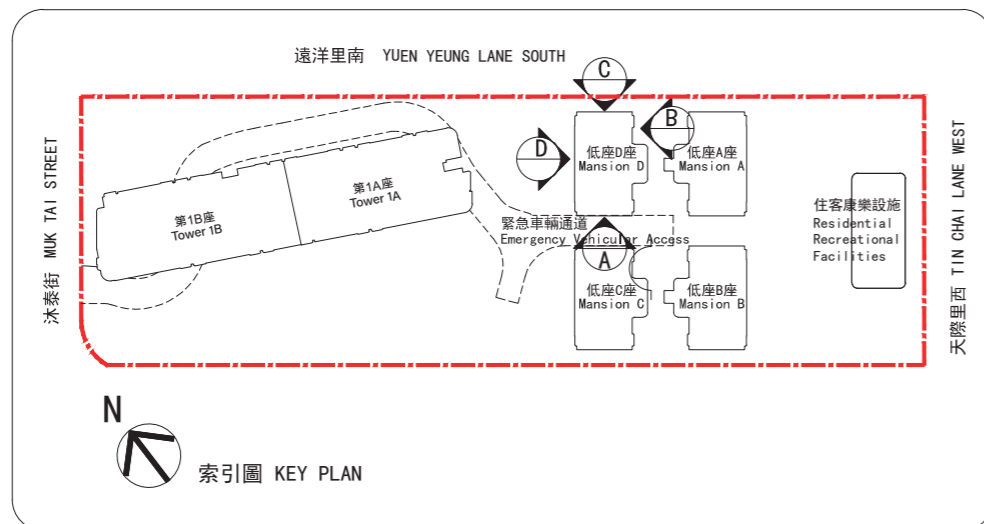 遠洋里南 YUEN YEUNG LANE SOUTH
C
B
D
A
沐泰街 MUK TAI STREET
第1B座
Tower 1B
第1A座
Tower 1A
低座D座
Mansion D
低座A座
Mansion A
緊急車輛通道
Emergency Vehicular Access
低座C座
Mansion C
低座B座
Mansion B
住客康樂設施
Residential
Recreational
Facilities
天際里西 TIN CHAI LANE WEST
N
索引圖 KEY PLAN